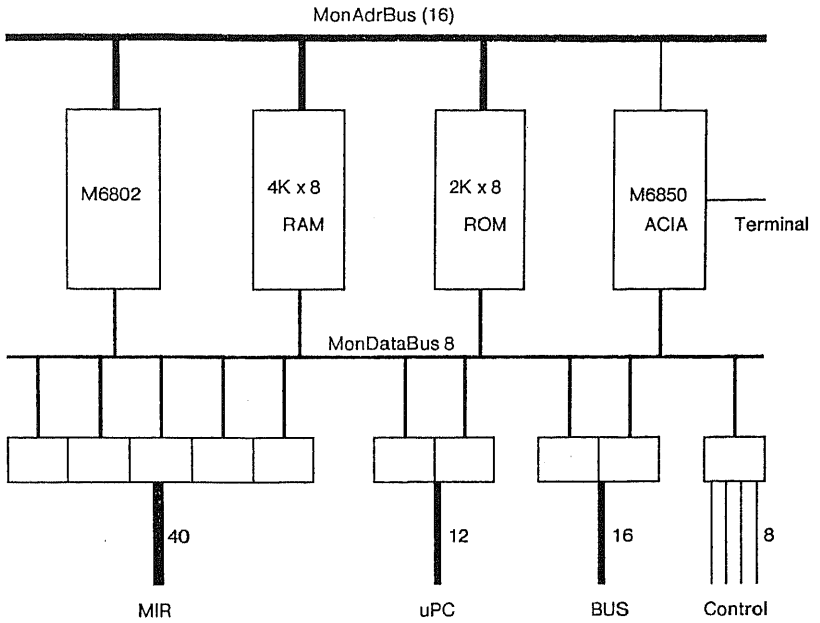 MonAdrBus (16)
M6802
4K x 8
RAM
2K x 8
ROM
M6850
ACIA
Terminal
MonDataBus 8
40
12
16
8
MIR
uPC
BUS
Control